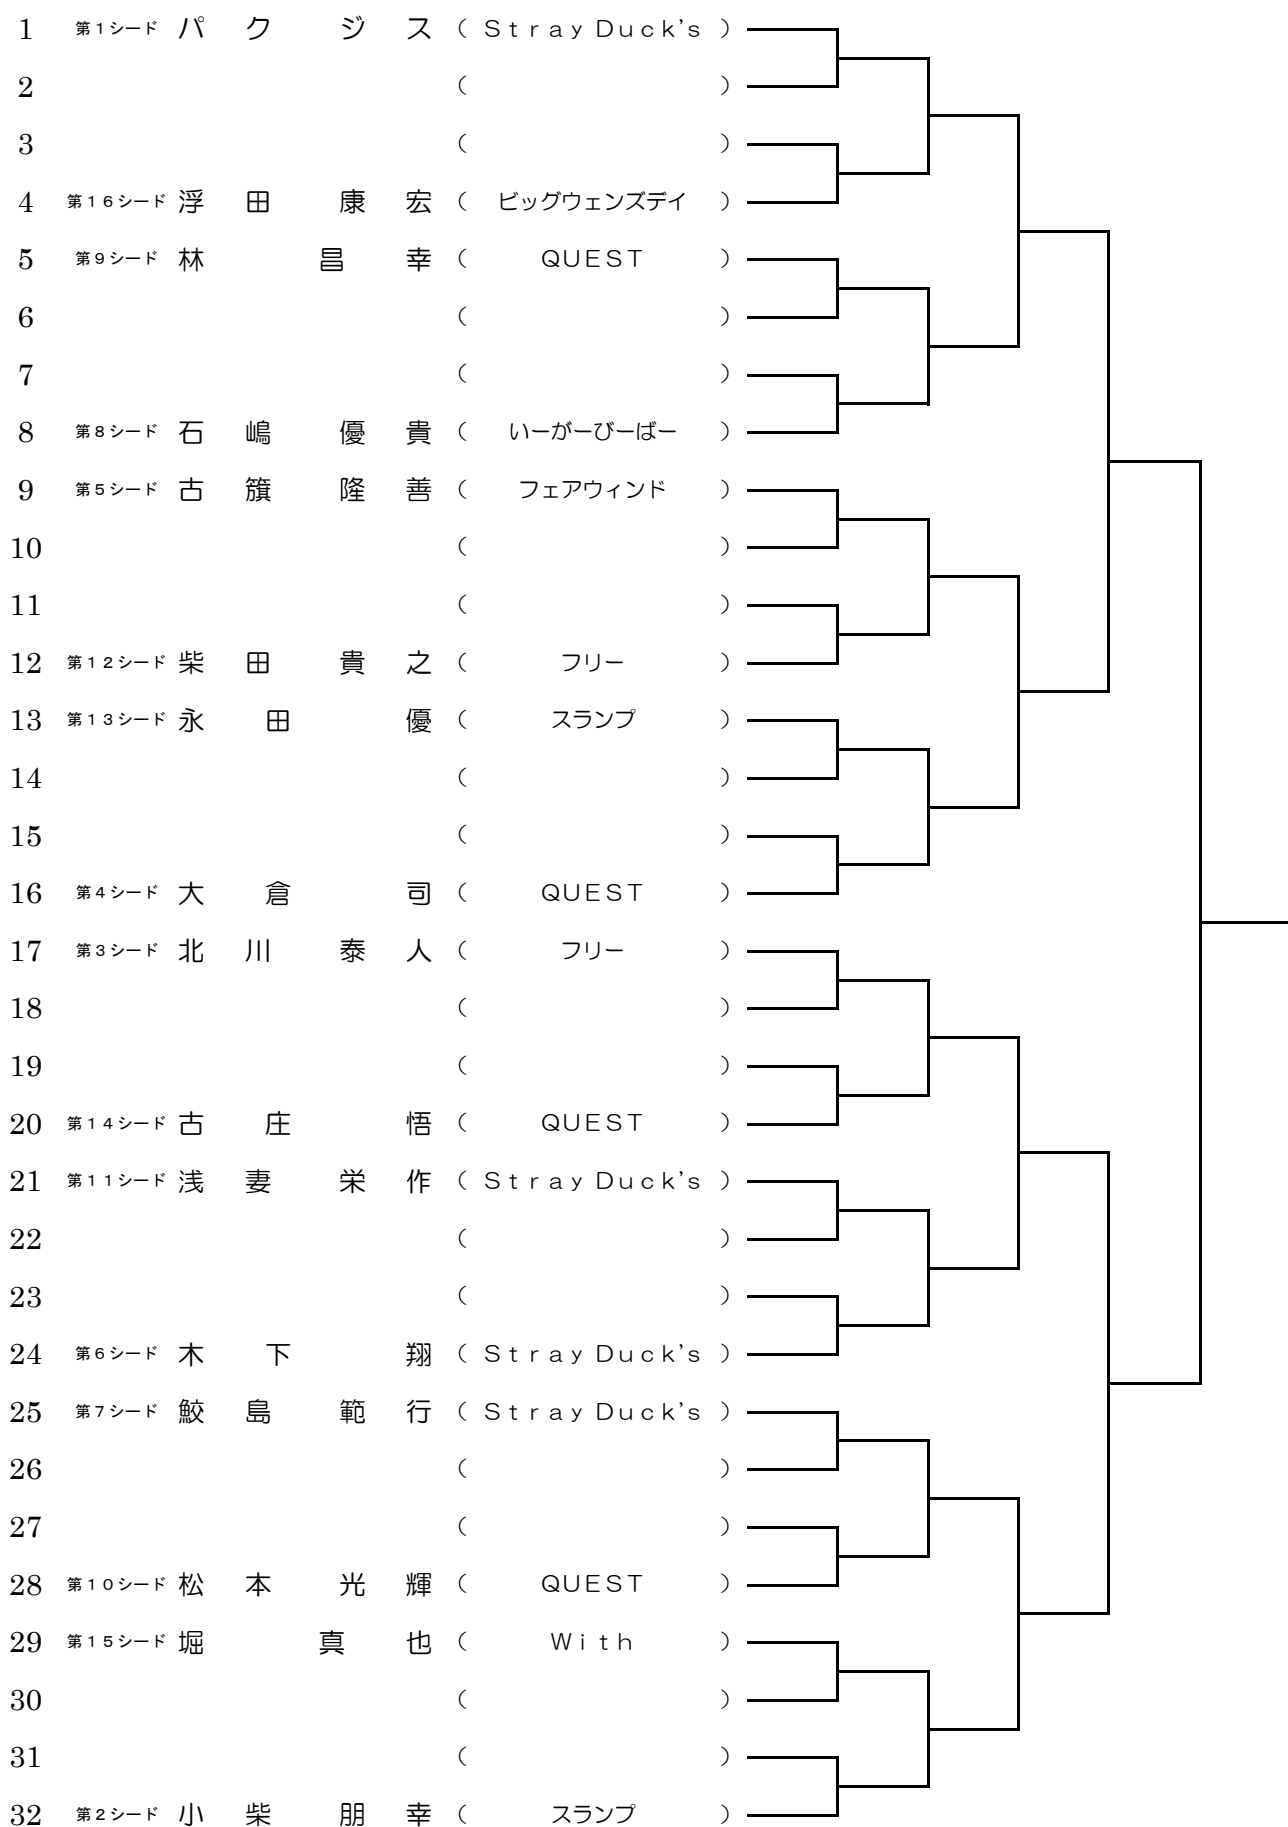 1 第1シード パク ジス ( Stray Duck's )
2 ( )
3 ( )
4 第16シード 浮田 康宏 ( ビッグウェンズデイ )
5 第9シード 林 昌幸 ( QUEST )
6 ( )
7 ( )
8 第8シード 石嶋 優貴 ( いーがーびーばー )
9 第5シード 古籏 隆善 ( フェアウィンド )
10 ( )
11 ( )
12 第12シード 柴田 貴之 ( フリー )
13 第13シード 永田 優 ( スランプ )
14 ( )
15 ( )
16 第4シード 大倉 司 ( QUEST )
17 第3シード 北川 泰人 ( フリー )
18 ( )
19 ( )
20 第14シード 古庄 悟 ( QUEST )
21 第11シード 浅妻 栄作 ( Stray Duck's )
22 ( )
23 ( )
24 第6シード 木下 翔 ( Stray Duck's )
25 第7シード 鮫島 範行 ( Stray Duck's )
26 ( )
27 ( )
28 第10シード 松本 光輝 ( QUEST )
29 第15シード 堀 真也 ( With )
30 ( )
31 ( )
32 第2シード 小柴 朋幸 ( スランプ )